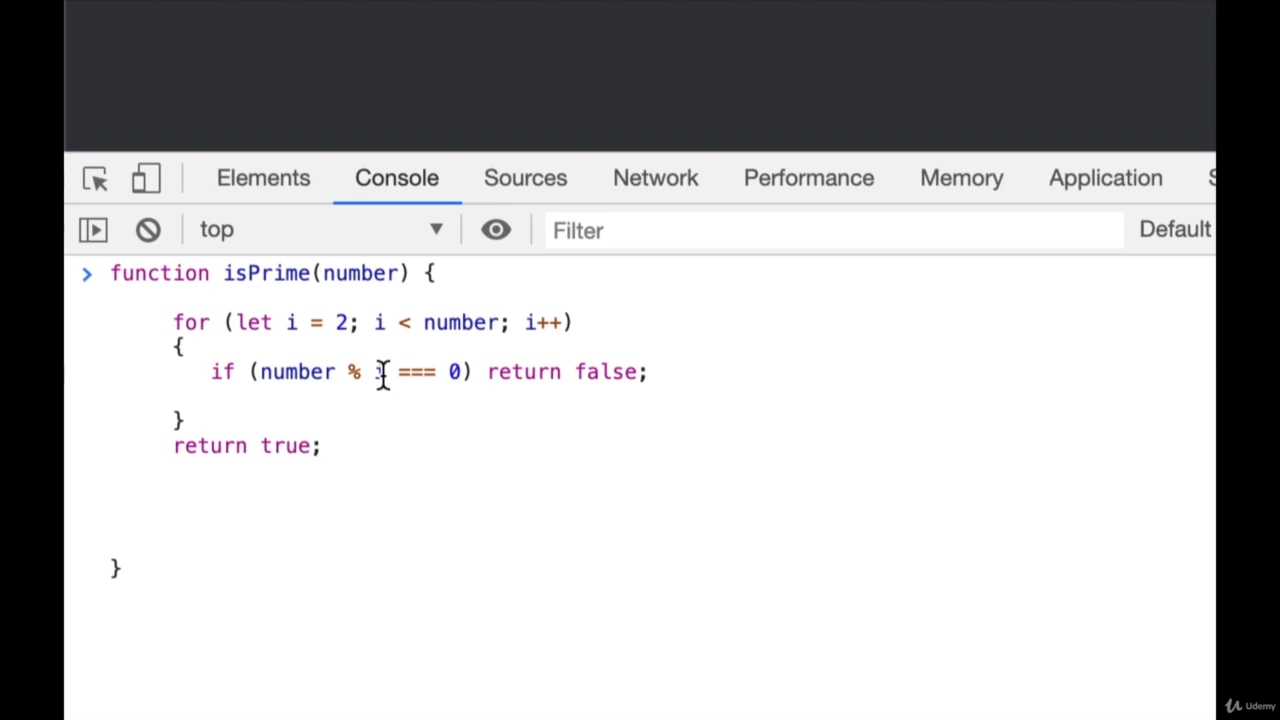 Elements Console Sources Network Performance Memory Application
top Filter Default
function isPrime(number) {
for (let i = 2; i < number; i++)
{
if (number % i === 0) return false;
}
return true;
}
Udemy